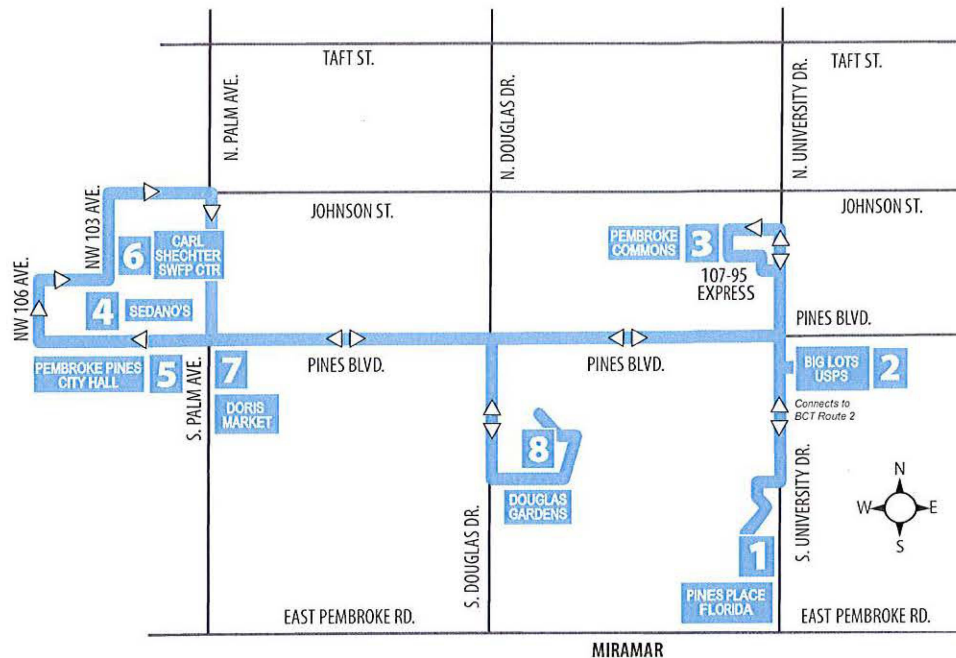 TAFT ST.
TAFT ST.
N. PALM AVE.
N. DOUGLAS DR.
N. UNIVERSITY DR.
JOHNSON ST.
JOHNSON ST.
NW 103 AVE.
NW 106 AVE.
6
CARL
SHECHTER
SWFP CTR
PEMBROKE
COMMONS
3
107-95
EXPRESS
4
SEDANO'S
PINES BLVD.
PINES BLVD.
PINES BLVD.
PEMBROKE PINES
CITY HALL
5
S. PALM AVE.
7
DORIS
MARKET
BIG LOTS
USPS
2
Connects to
BCT Route 2
8
DOUGLAS
GARDENS
S. DOUGLAS DR.
S. UNIVERSITY DR.
N
W
E
S
1
PINES PLACE
FLORIDA
EAST PEMBROKE RD.
EAST PEMBROKE RD.
MIRAMAR